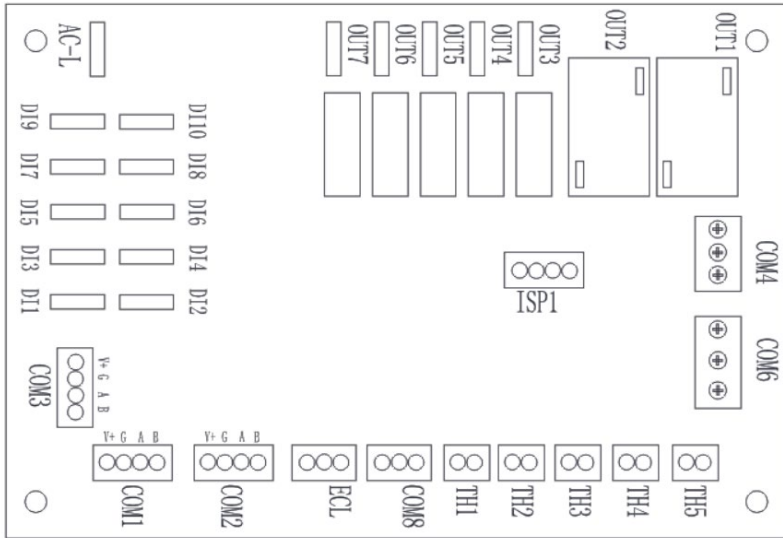 AC-L
OUT7
OUT6
OUT5
OUT4
OUT3
OUT2
OUT1
DI9
DI10
DI7
DI8
DI5
DI6
DI3
DI4
DI1
DI2
COM4
ISP1
COM6
COM3
V+ G A B
V+ G A B
V+ G A B
COM1
COM2
ECL
COM8
TH1
TH2
TH3
TH4
TH5